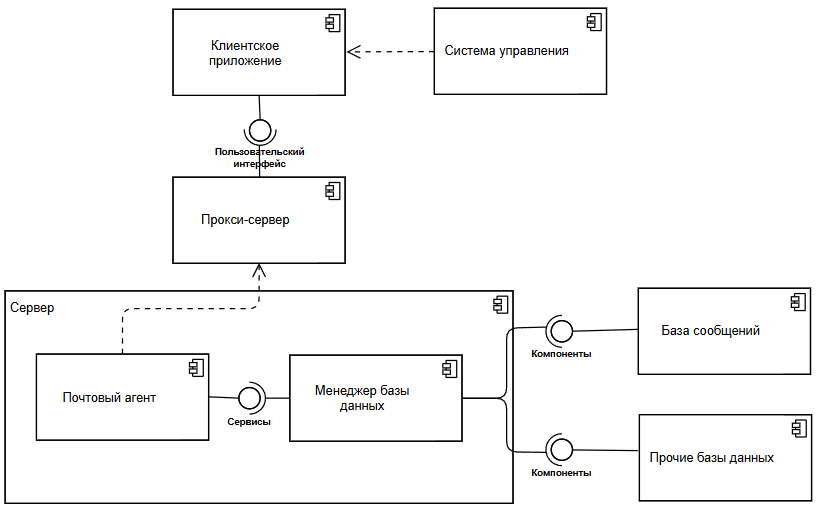 Клиентское
приложение
Система управления
Пользовательский
интерфейс
Прокси-сервер
Сервер
Почтовый агент
Сервисы
Менеджер базы
данных
Компоненты
База сообщений
Компоненты
Прочие базы данных